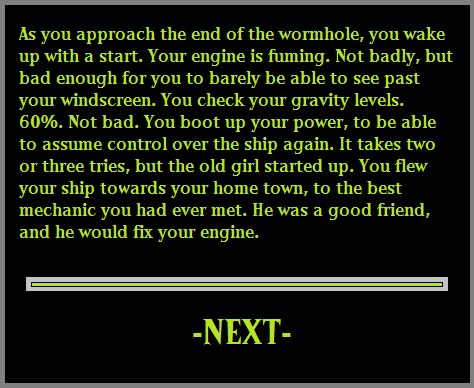 As you approach the end of the wormhole, you wake
up with a start. Your engine is fuming. Not badly, but
bad enough for you to barely be able to see past
your windscreen. You check your gravity levels.
60%. Not bad. You boot up your power, to be able
to assume control over the ship again. It takes two
or three tries, but the old girl started up. You flew
your ship towards your home town, to the best
mechanic you had ever met. He was a good friend,
and he would fix your engine.
-NEXT-